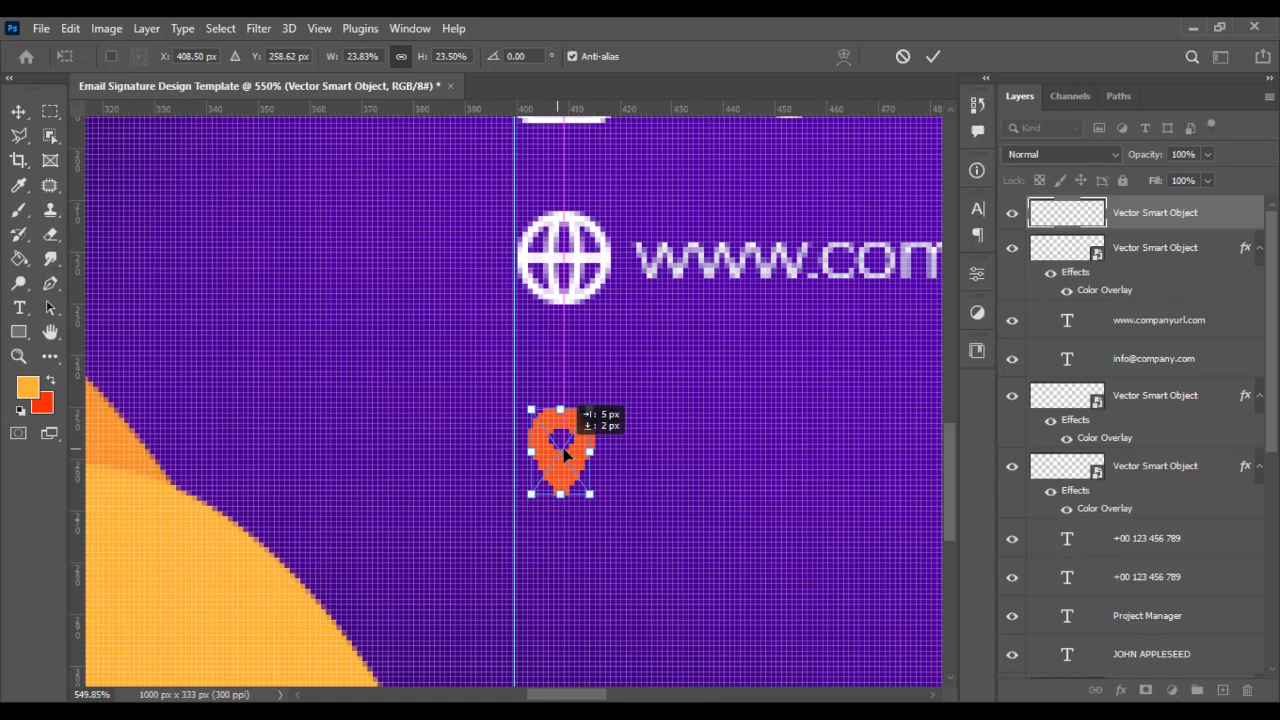 Ps File Edit Image Layer Type Select Filter 3D View Plugins Window Help
X: 408.50 px Y: 258.62 px W: 23.83% H: 23.50% 0.00 ° Anti-alias
Email Signature Design Template @ 550% (Vector Smart Object, RGB/8#) * ×
320 330 340 350 360 370 380 390 400 410 420 430 440 450 460 470
www.com
H: 5 px
: 2 px
549.85% 1000 px x 333 px (300 ppi)
Layers Channels Paths
Kind
Normal Opacity: 100%
Lock: Fill: 100%
Vector Smart Object
Vector Smart Object fx
Effects
Color Overlay
T www.companyurl.com
T info@company.com
Vector Smart Object fx
Effects
Color Overlay
Vector Smart Object fx
Effects
Color Overlay
T +00 123 456 789
T +00 123 456 789
T Project Manager
T JOHN APPLESEED